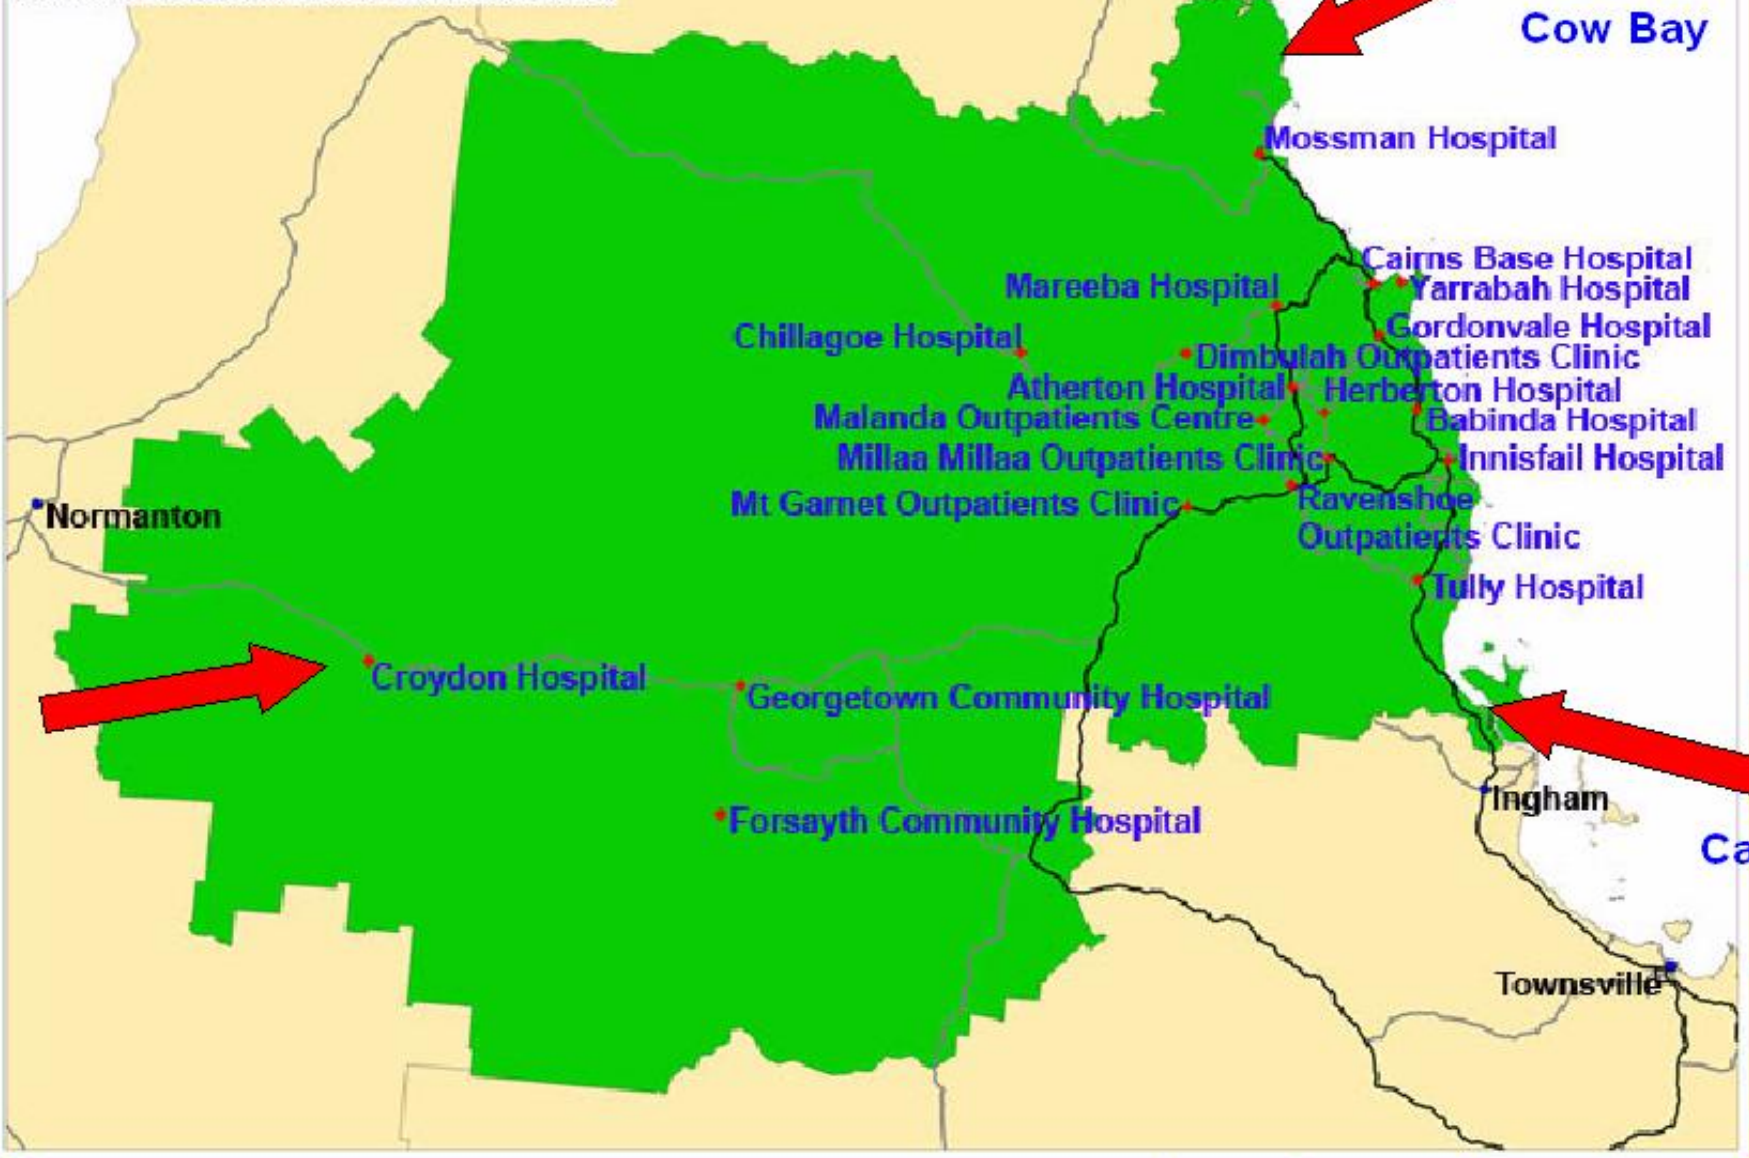 Cow Bay
Mossman Hospital
Cairns Base Hospital
Mareeba Hospital
Yarrabah Hospital
Gordonvale Hospital
Chillagoe Hospital
Dimbulah Outpatients Clinic
Atherton Hospital
Herberton Hospital
Malanda Outpatients Centre
Babinda Hospital
Millaa Millaa Outpatients Clinic
Innisfail Hospital
Mt Garnet Outpatients Clinic
Ravenshoe
Outpatients Clinic
Normanton
Tully Hospital
Croydon Hospital
Georgetown Community Hospital
Ingham
Forsayth Community Hospital
Ca
Townsville